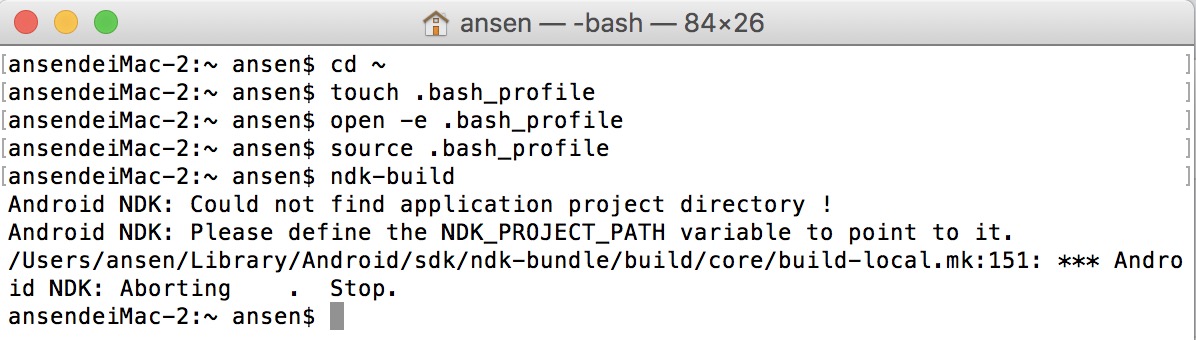 ansen — -bash — 84×26
[ansendeiMac-2:~ ansen$ cd ~ ]
[ansendeiMac-2:~ ansen$ touch .bash_profile ]
[ansendeiMac-2:~ ansen$ open -e .bash_profile ]
[ansendeiMac-2:~ ansen$ source .bash_profile ]
[ansendeiMac-2:~ ansen$ ndk-build ]
Android NDK: Could not find application project directory !
Android NDK: Please define the NDK_PROJECT_PATH variable to point to it.
/Users/ansen/Library/Android/sdk/ndk-bundle/build/core/build-local.mk:151: *** Andro
id NDK: Aborting    .  Stop.
ansendeiMac-2:~ ansen$